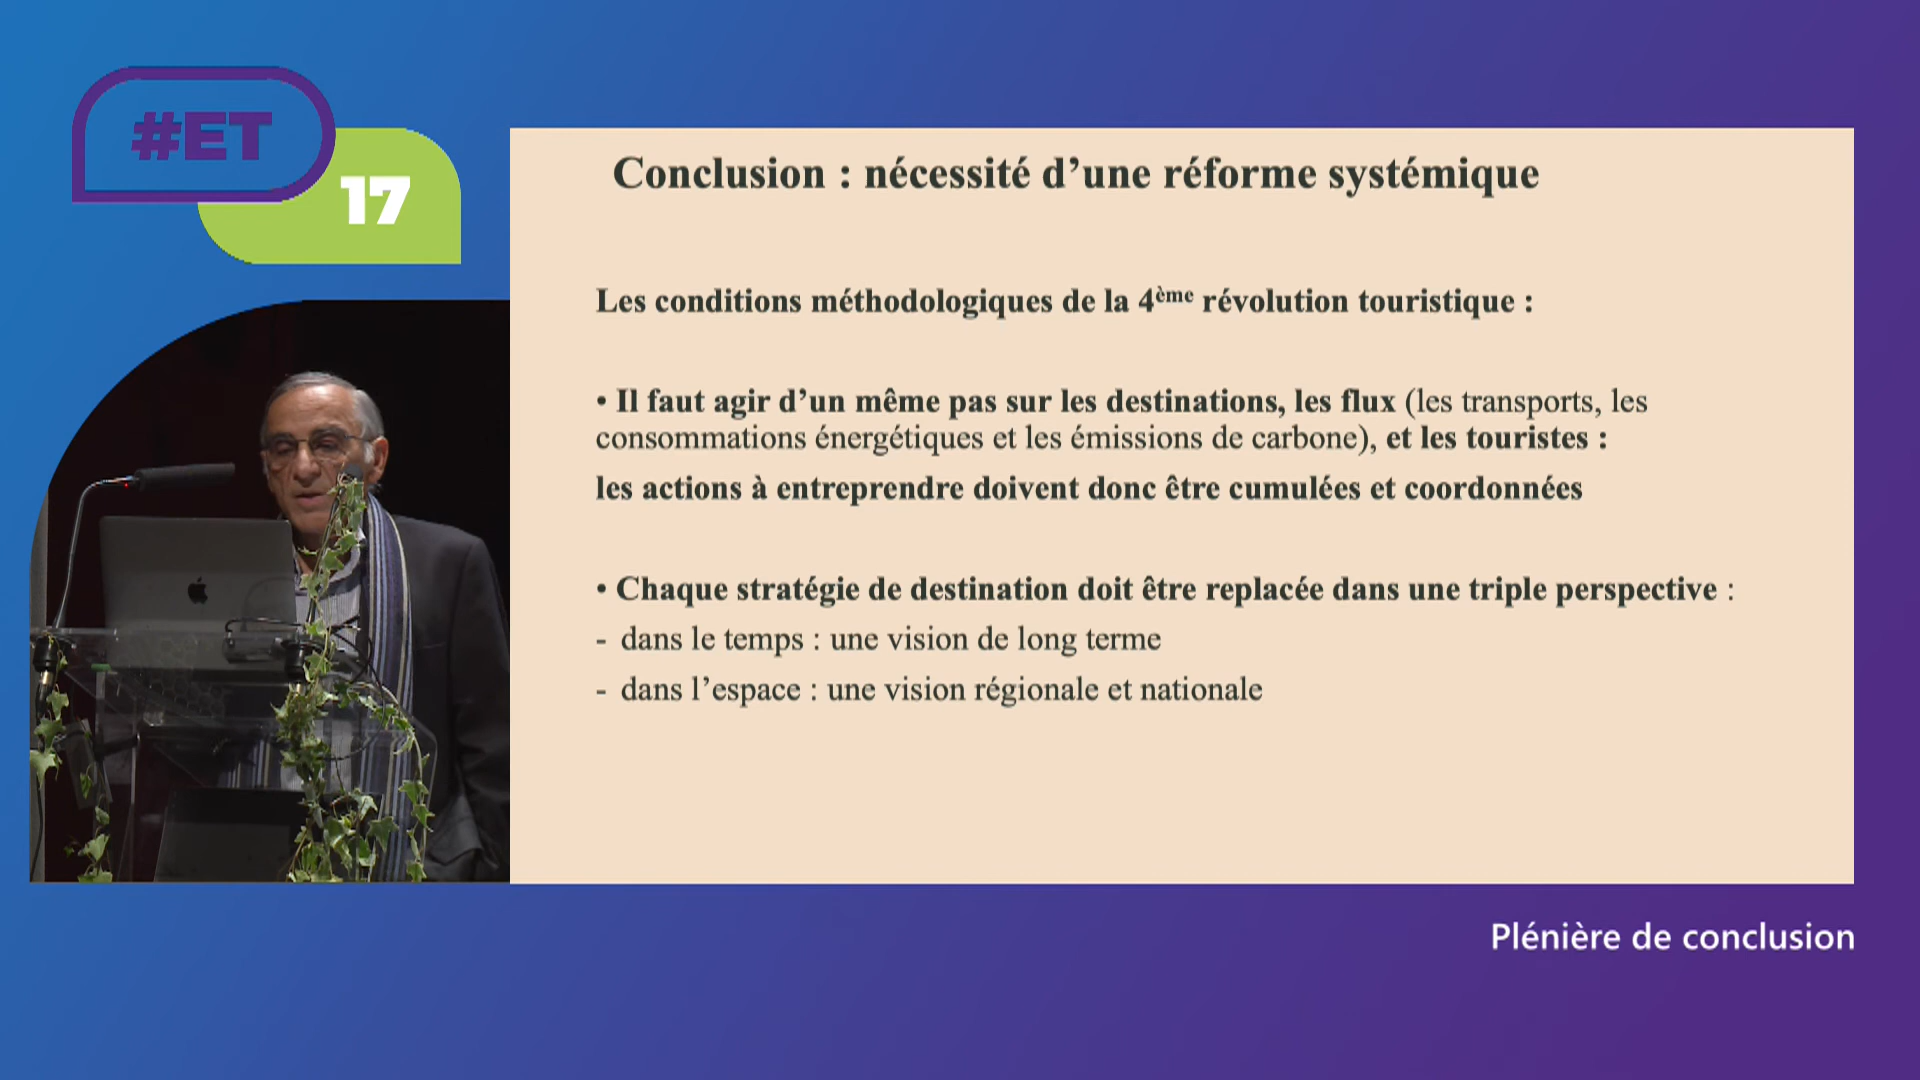 #ET
17
Conclusion : nécessité d’une réforme systémique
Les conditions méthodologiques de la 4ème révolution touristique :
• Il faut agir d’un même pas sur les destinations, les flux (les transports, les
consommations énergétiques et les émissions de carbone), et les touristes :
les actions à entreprendre doivent donc être cumulées et coordonnées
• Chaque stratégie de destination doit être replacée dans une triple perspective :
- dans le temps : une vision de long terme
- dans l’espace : une vision régionale et nationale
Plénière de conclusion